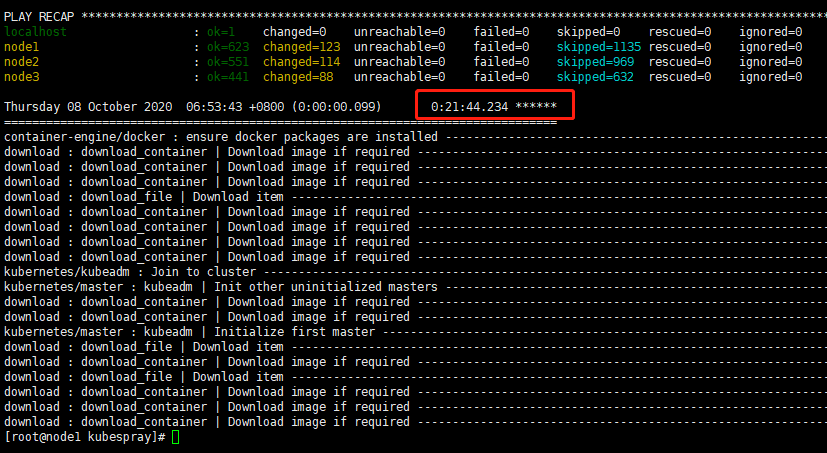 PLAY RECAP ****************************************************************************************************
localhost : ok=1 changed=0 unreachable=0 failed=0 skipped=0 rescued=0 ignored=0
node1 : ok=623 changed=123 unreachable=0 failed=0 skipped=1135 rescued=0 ignored=0
node2 : ok=551 changed=114 unreachable=0 failed=0 skipped=969 rescued=0 ignored=0
node3 : ok=441 changed=88 unreachable=0 failed=0 skipped=632 rescued=0 ignored=0
Thursday 08 October 2020 06:53:43 +0800 (0:00:00.099) 0:21:44.234 ******
===============================================================================
container-engine/docker : ensure docker packages are installed -------------------------------------------------------
download : download_container | Download image if required -----------------------------------------------------------
download : download_container | Download image if required -----------------------------------------------------------
download : download_container | Download image if required -----------------------------------------------------------
download : download_file | Download item -----------------------------------------------------------------------------
download : download_container | Download image if required -----------------------------------------------------------
download : download_container | Download image if required -----------------------------------------------------------
download : download_container | Download image if required -----------------------------------------------------------
download : download_container | Download image if required -----------------------------------------------------------
kubernetes/kubeadm : Join to cluster ---------------------------------------------------------------------------------
kubernetes/master : kubeadm | Init other uninitialized masters -------------------------------------------------------
download : download_container | Download image if required -----------------------------------------------------------
download : download_container | Download image if required -----------------------------------------------------------
kubernetes/master : kubeadm | Initialize first master ----------------------------------------------------------------
download : download_file | Download item -----------------------------------------------------------------------------
download : download_container | Download image if required -----------------------------------------------------------
download : download_file | Download item -----------------------------------------------------------------------------
download : download_container | Download image if required -----------------------------------------------------------
download : download_container | Download image if required -----------------------------------------------------------
download : download_container | Download image if required -----------------------------------------------------------
[root@node1 kubespray]#